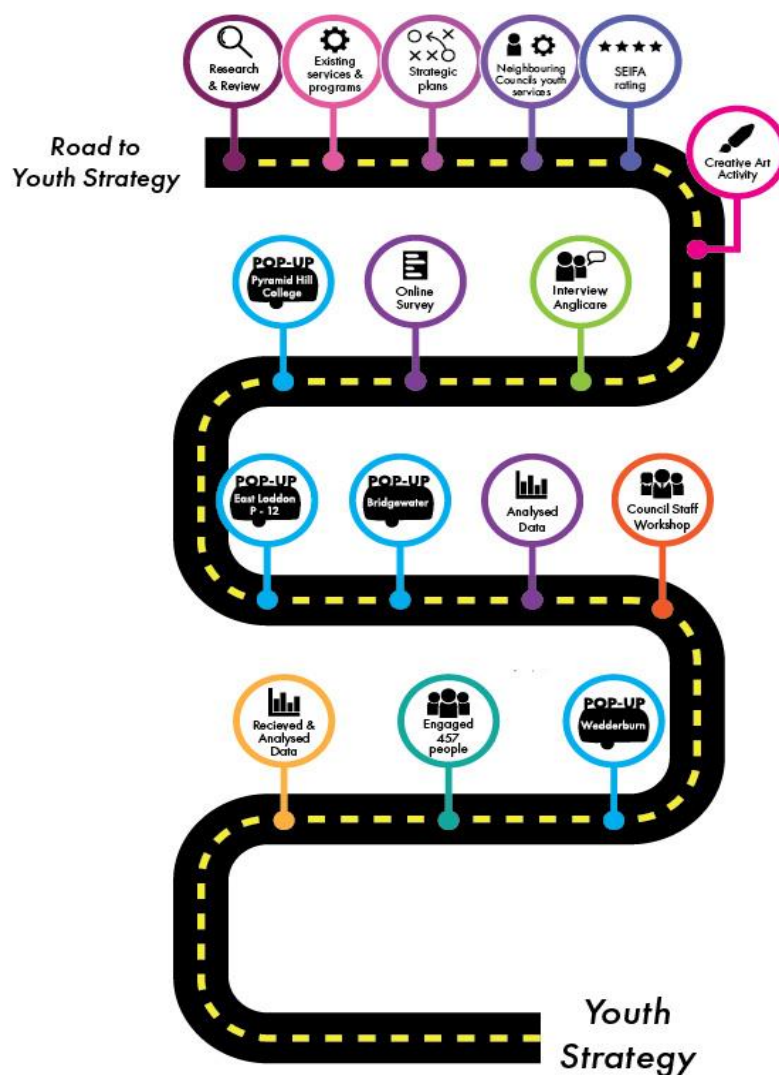 Research
& Review
Existing
services &
programs
Strategic
plans
Neighbouring
Councils youth
services
SEIFA
rating
Road to
Youth Strategy
Creative Art
Activity
POP-UP
Pyramid Hill
College
Online
Survey
Interview
Anglicare
POP-UP
East Loddon
P - 12
POP-UP
Bridgewater
Analysed
Data
Council Staff
Workshop
Recieved &
Analysed
Data
Engaged
457
people
POP-UP
Wedderburn
Youth
Strategy